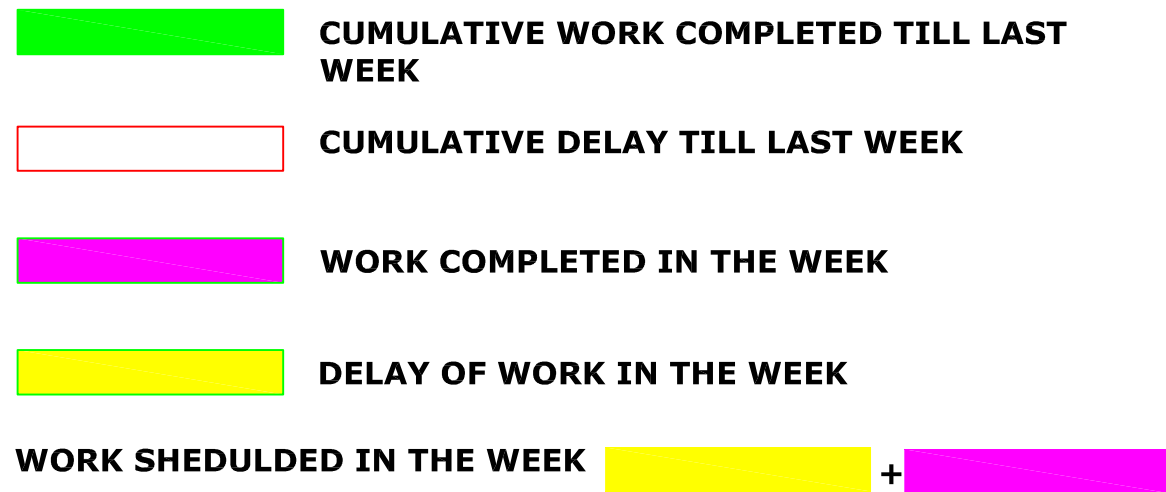 CUMULATIVE WORK COMPLETED TILL LAST
WEEK
CUMULATIVE DELAY TILL LAST WEEK
WORK COMPLETED IN THE WEEK
DELAY OF WORK IN THE WEEK
WORK SHEDULDED IN THE WEEK +